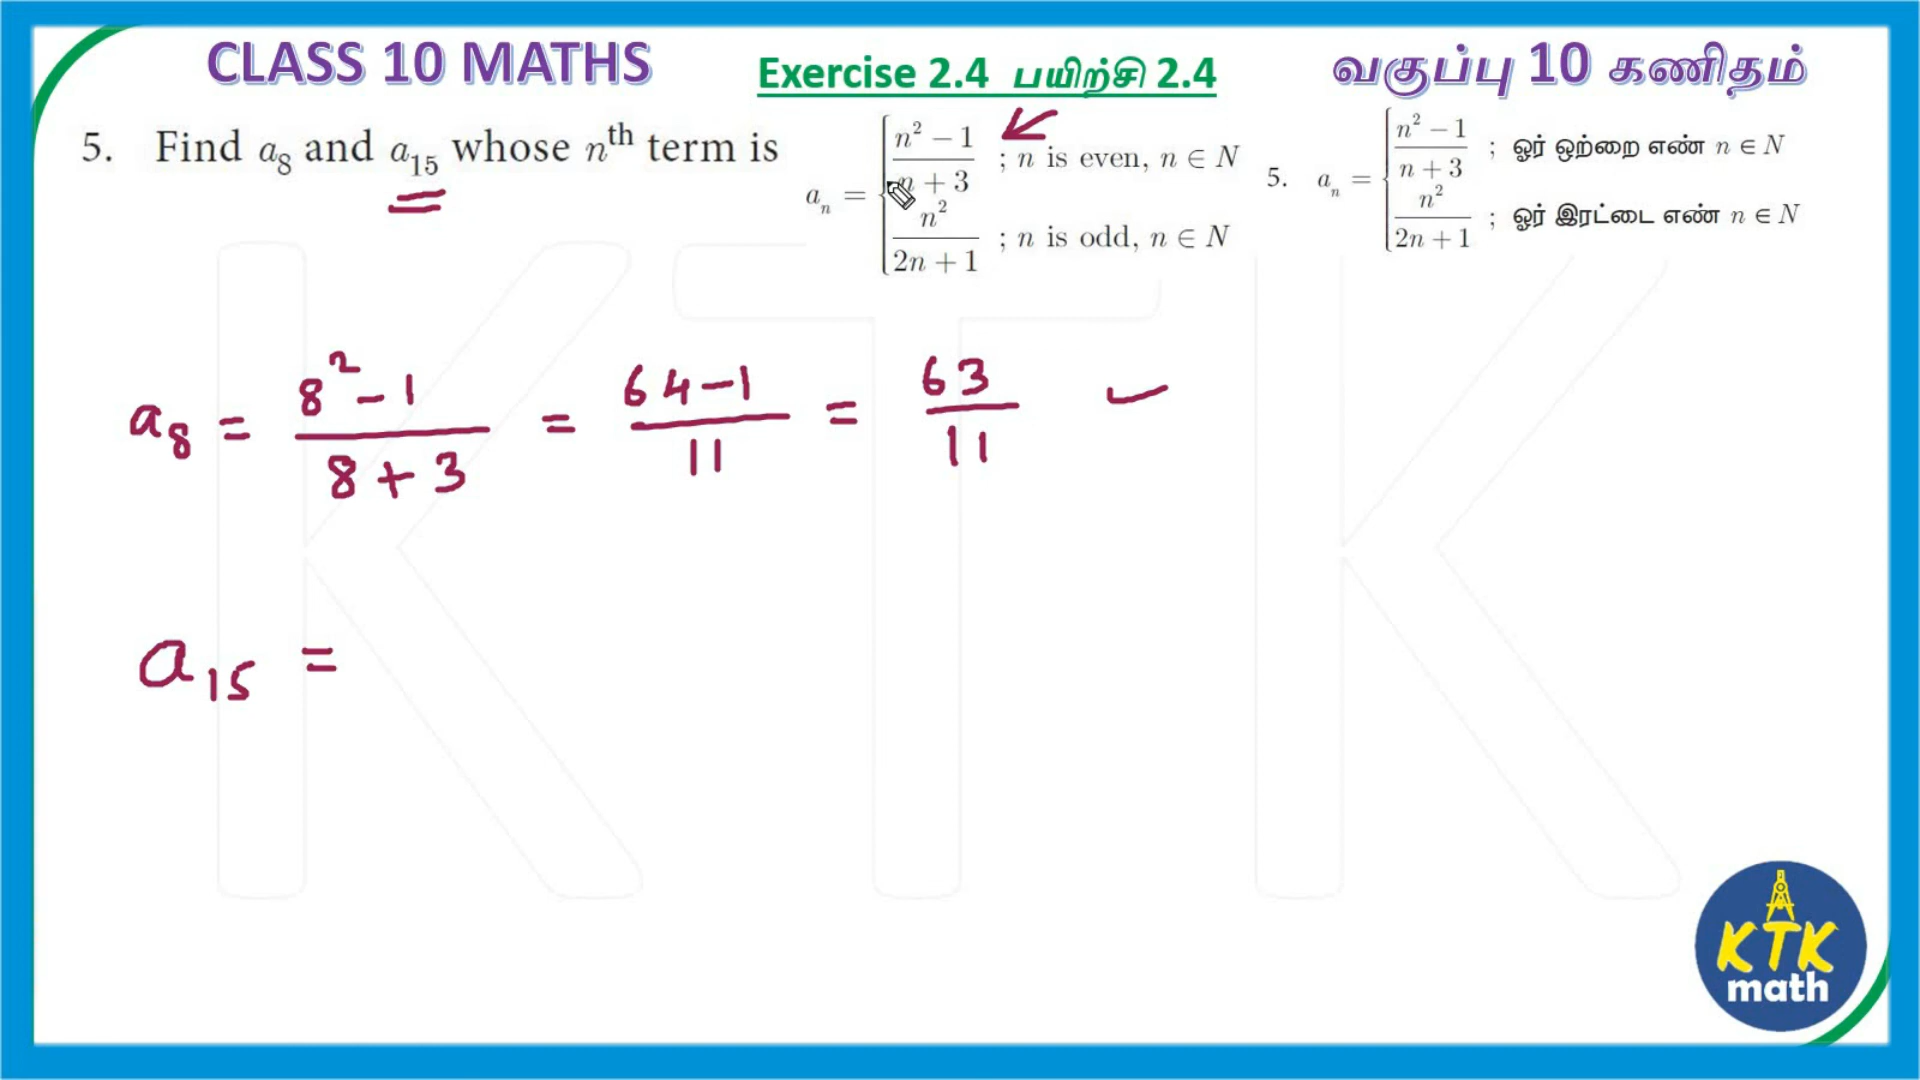 CLASS 10 MATHS
Exercise 2.4 பயிற்சி 2.4
வகுப்பு 10 கணிதம்
5. Find a₈ and a₁₅ whose nᵗʰ term is
aₙ = { (n² − 1)/(n + 3) ; n is even, n ∈ N
n²/(2n + 1) ; n is odd, n ∈ N
5. aₙ = { (n² − 1)/(n + 3) ; ஓர் ஒற்றை எண் n ∈ N
n²/(2n + 1) ; ஓர் இரட்டை எண் n ∈ N
a₈ = (8² − 1)/(8 + 3) = (64 − 1)/11 = 63/11
a₁₅ =
KTK
math